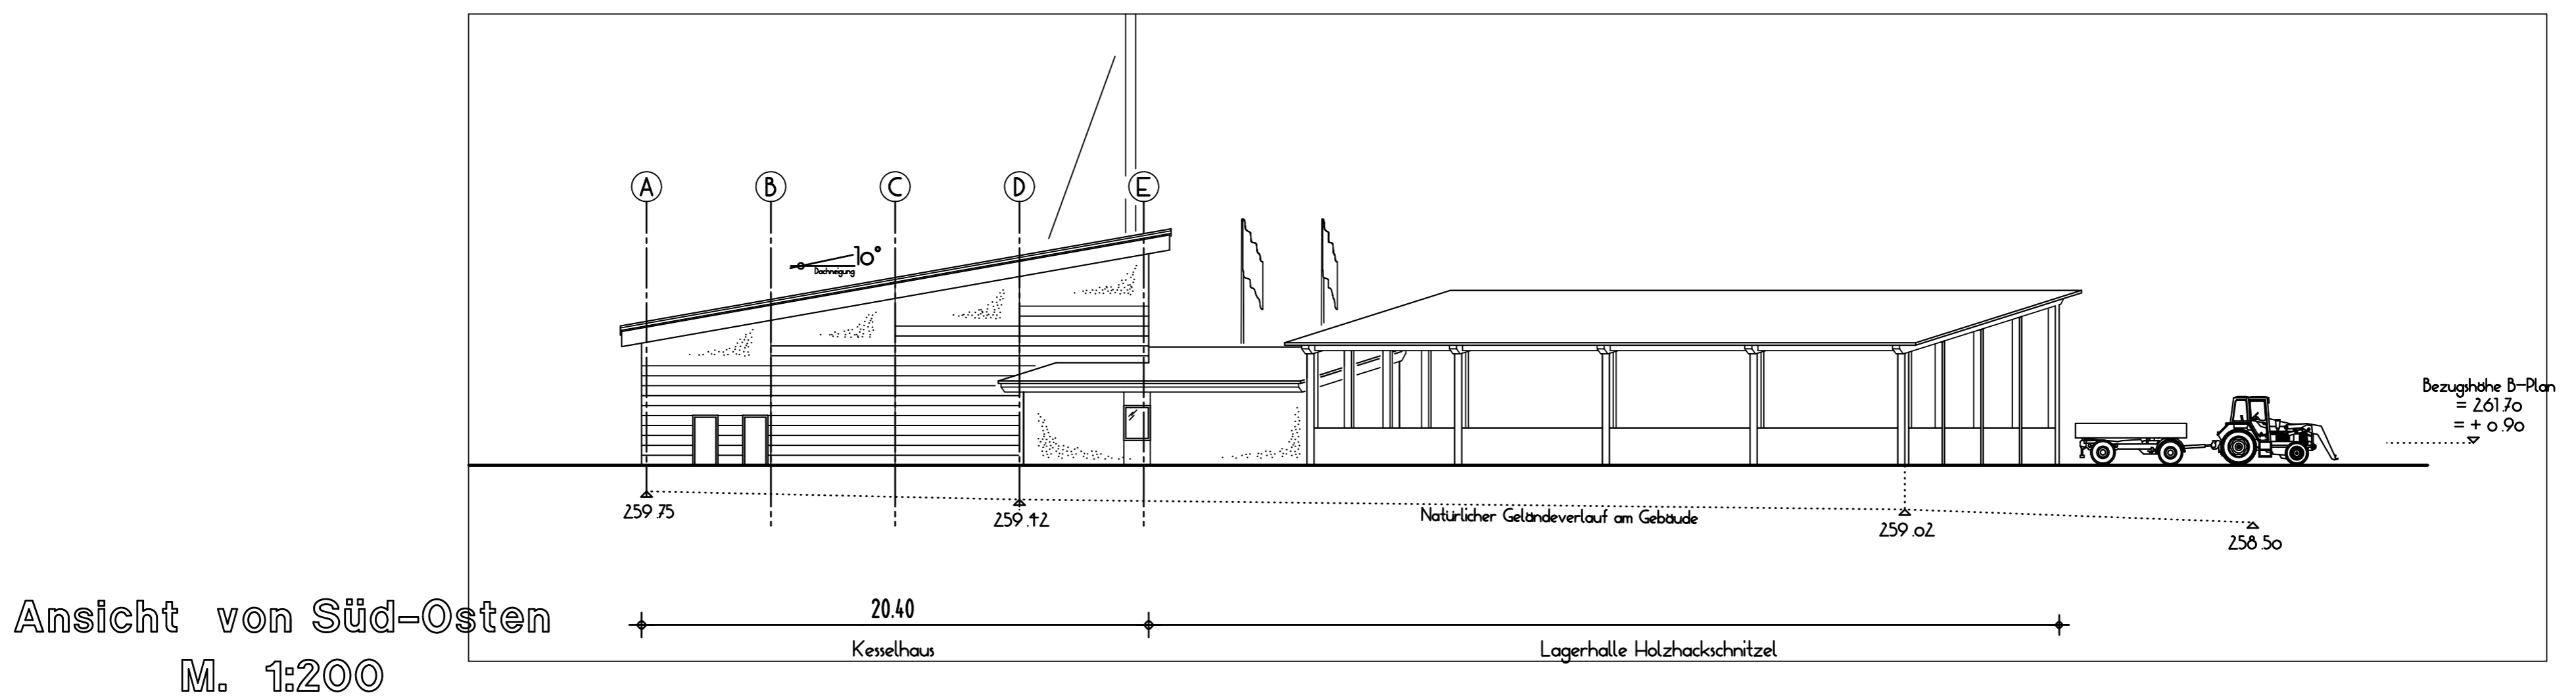 A B C D E
10°
Dachneigung
Bezugshöhe B-Plan
= 261.70
= + 0.90
259.75
259.42
Natürlicher Geländeverlauf am Gebäude
259.02
258.50
20.40
Kesselhaus
Lagerhalle Holzhackschnitzel
Ansicht von Süd-Osten
M. 1:200